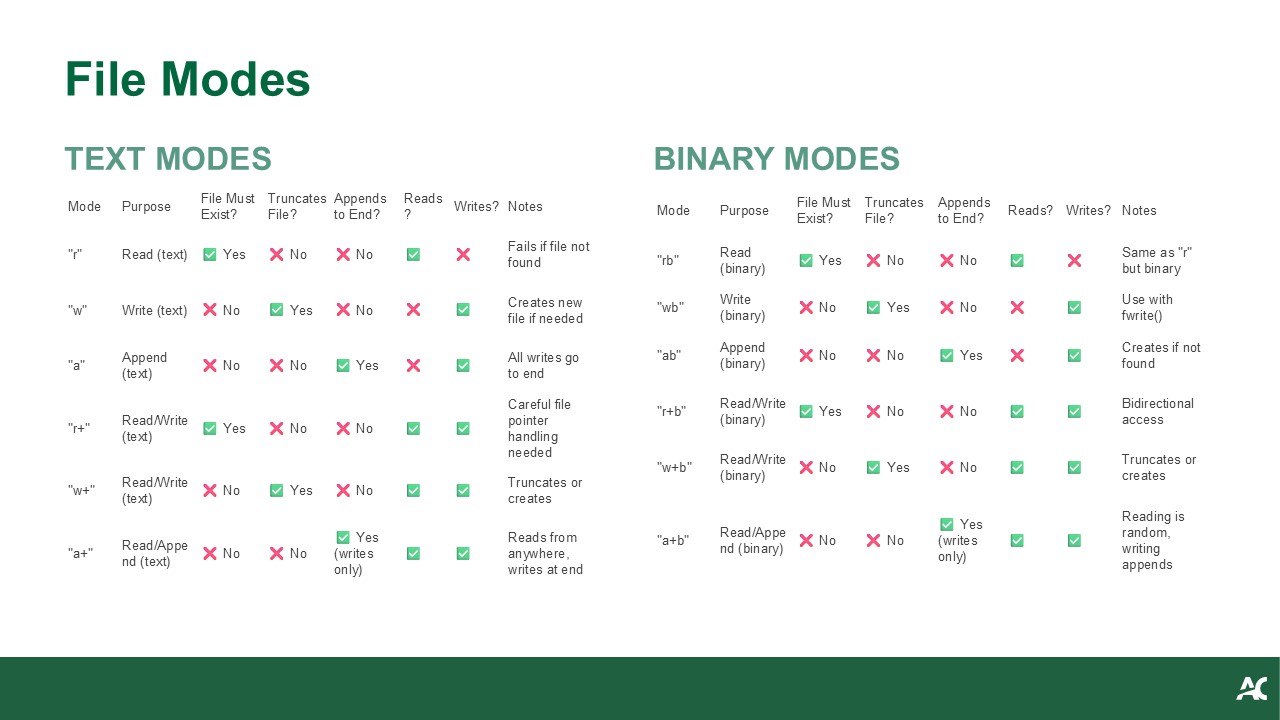 File Modes
TEXT MODES
Mode Purpose File Must Exist? Truncates File? Appends to End? Reads? Writes? Notes
"r" Read (text) ✅ Yes ❌ No ❌ No ✅ ❌ Fails if file not found
"w" Write (text) ❌ No ✅ Yes ❌ No ❌ ✅ Creates new file if needed
"a" Append (text) ❌ No ❌ No ✅ Yes ❌ ✅ All writes go to end
"r+" Read/Write (text) ✅ Yes ❌ No ❌ No ✅ ✅ Careful file pointer handling needed
"w+" Read/Write (text) ❌ No ✅ Yes ❌ No ✅ ✅ Truncates or creates
"a+" Read/Append (text) ❌ No ❌ No ✅ Yes (writes only) ✅ ✅ Reads from anywhere, writes at end
BINARY MODES
Mode Purpose File Must Exist? Truncates File? Appends to End? Reads? Writes? Notes
"rb" Read (binary) ✅ Yes ❌ No ❌ No ✅ ❌ Same as "r" but binary
"wb" Write (binary) ❌ No ✅ Yes ❌ No ❌ ✅ Use with fwrite()
"ab" Append (binary) ❌ No ❌ No ✅ Yes ❌ ✅ Creates if not found
"r+b" Read/Write (binary) ✅ Yes ❌ No ❌ No ✅ ✅ Bidirectional access
"w+b" Read/Write (binary) ❌ No ✅ Yes ❌ No ✅ ✅ Truncates or creates
"a+b" Read/Append (binary) ❌ No ❌ No ✅ Yes (writes only) ✅ ✅ Reading is random, writing appends
AC